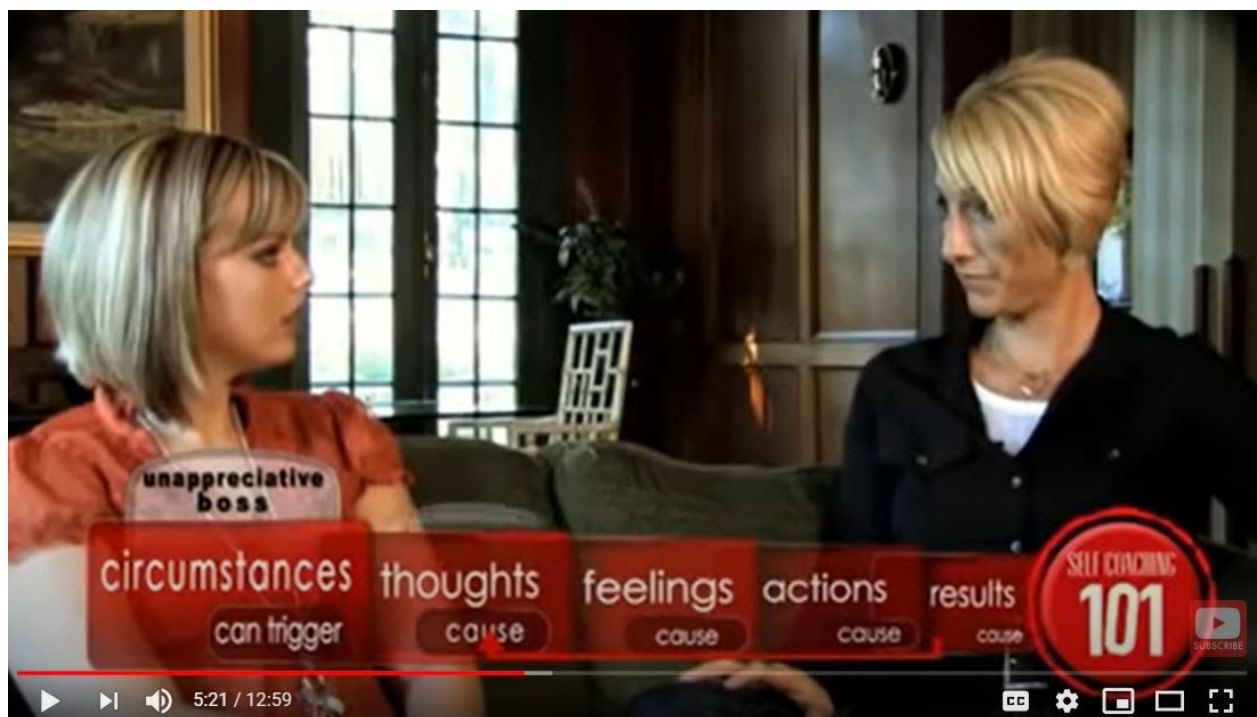 unappreciative
boss
circumstances thoughts feelings actions results
can trigger cause cause cause cause
SELF COACHING
101
SUBSCRIBE
5:21 / 12:59
CC